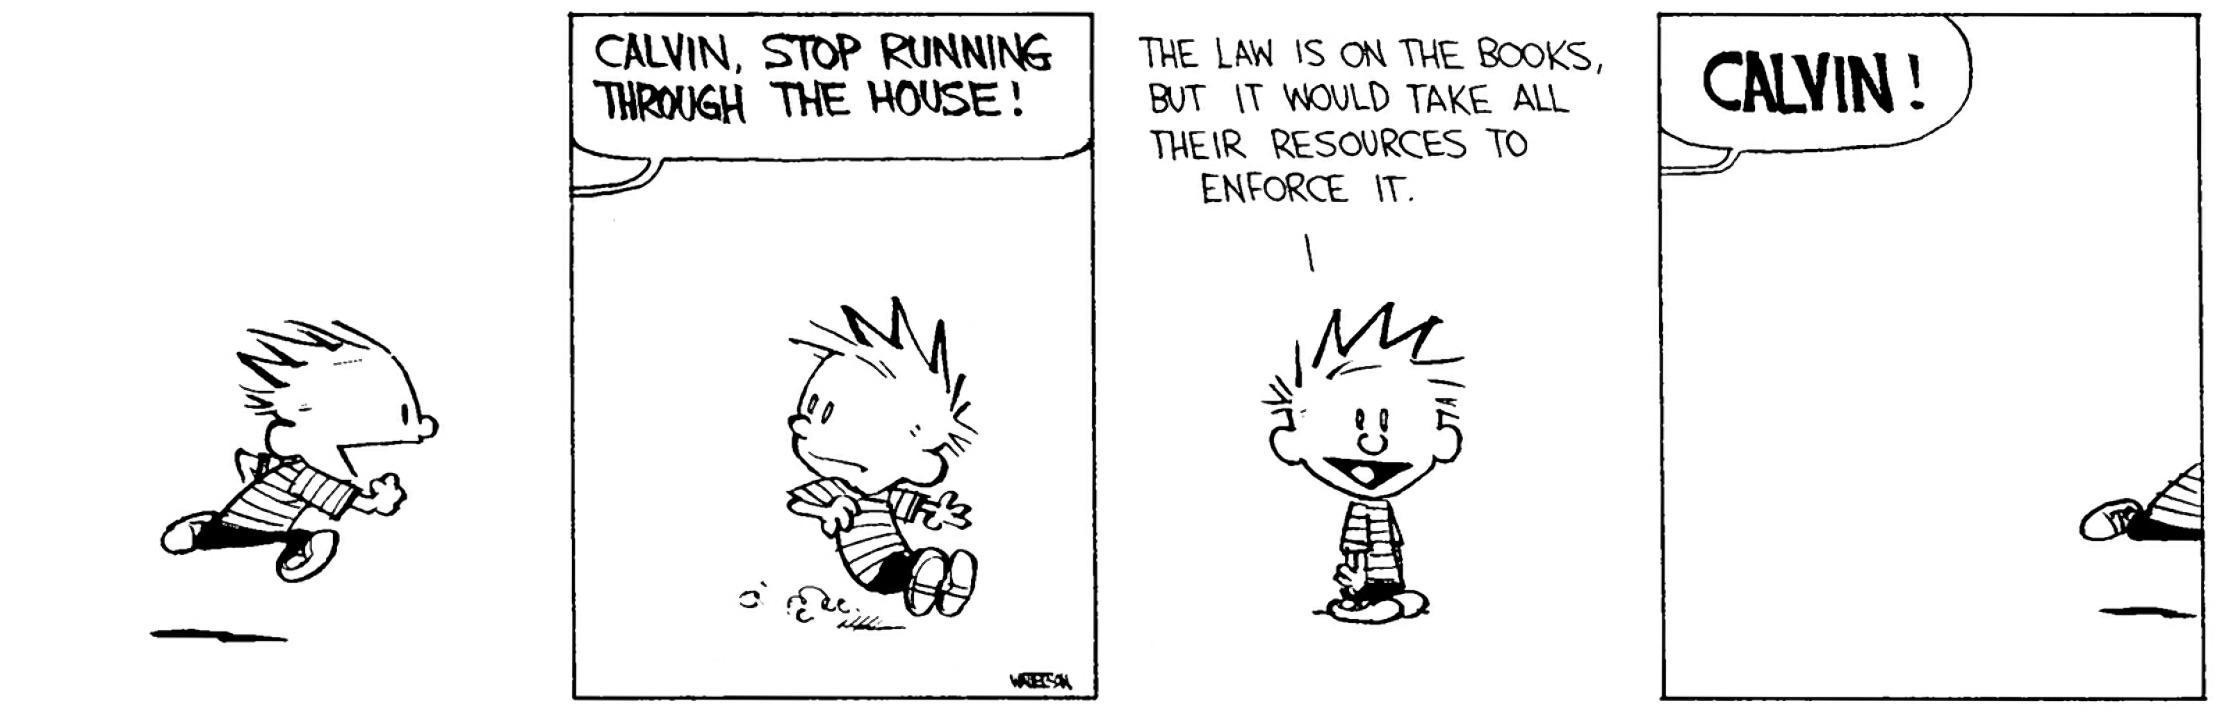 CALVIN, STOP RUNNING
THROUGH THE HOUSE!
WATTERSON
THE LAW IS ON THE BOOKS,
BUT IT WOULD TAKE ALL
THEIR RESOURCES TO
ENFORCE IT.
CALVIN!